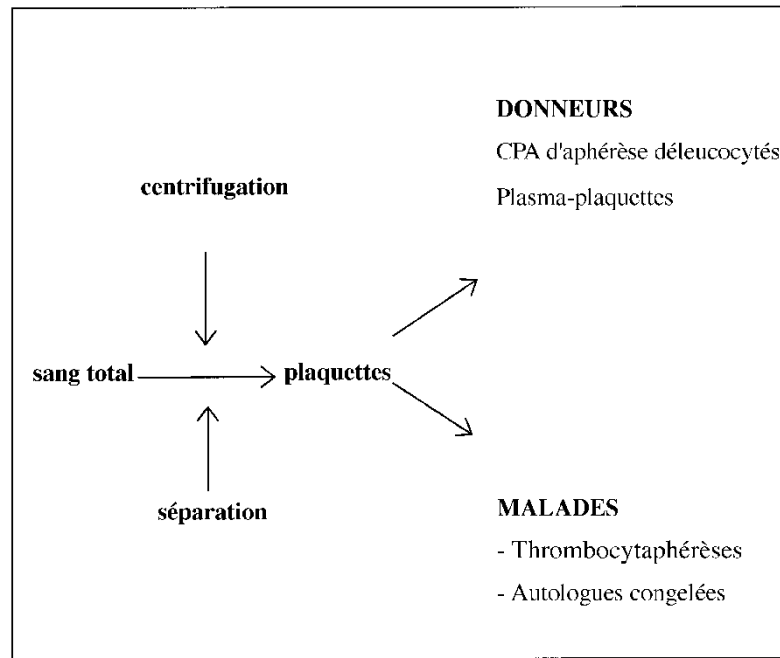 DONNEURS
CPA d'aphérèse déleucocytés
Plasma-plaquettes
centrifugation
sang total
plaquettes
séparation
MALADES
- Thrombocytaphérèses
- Autologues congelées